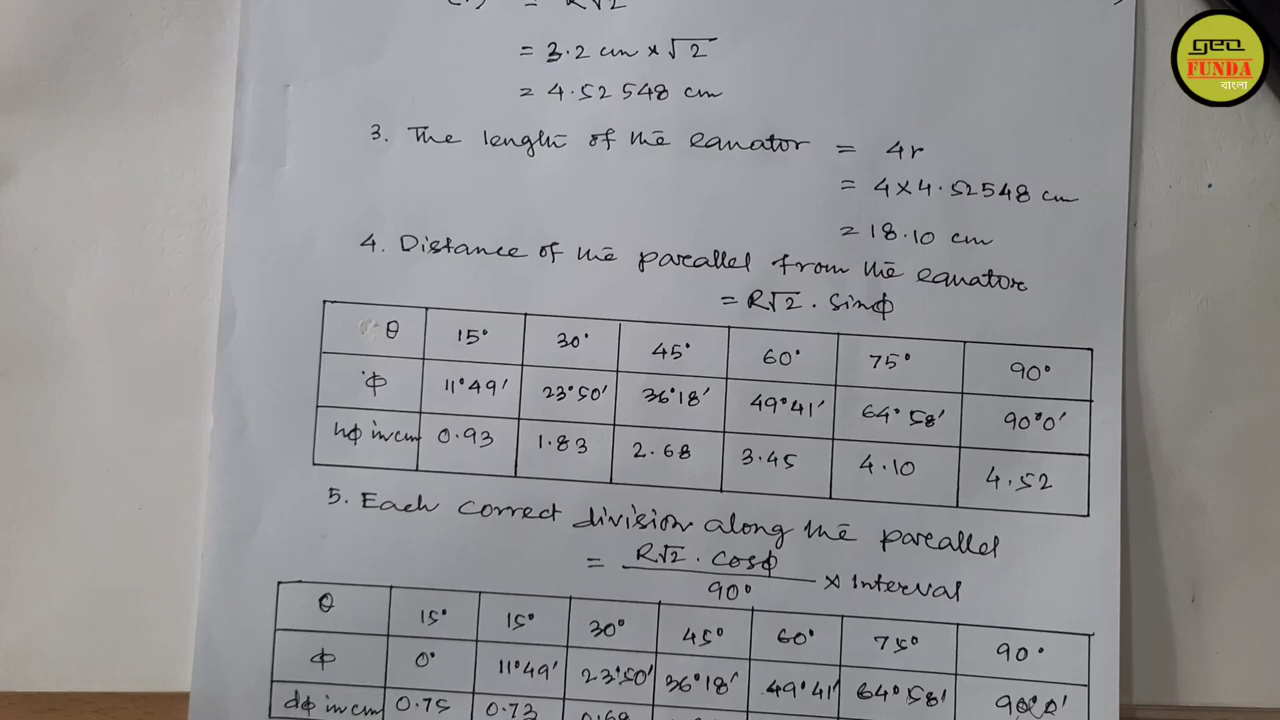 = R√2
= 3.2 cm × √2
= 4.52548 cm
3. The lenght of the equator = 4r
= 4×4.52548 cm
= 18.10 cm
4. Distance of the parallel from the equator
= R√2 . sinϕ
θ 15° 30° 45° 60° 75° 90°
ϕ 11°49′ 23°50′ 36°18′ 49°41′ 64°58′ 90°0′
hϕ in cm 0.93 1.83 2.68 3.45 4.10 4.52
5. Each correct division along the parallel
= R√2 . cosϕ / 90° × Interval
θ 15° 15° 30° 45° 60° 75° 90°
ϕ 0° 11°49′ 23°50′ 36°18′ 49°41′ 64°58′
dϕ in cm 0.75 0.73
geo
FUNDA
বাংলা